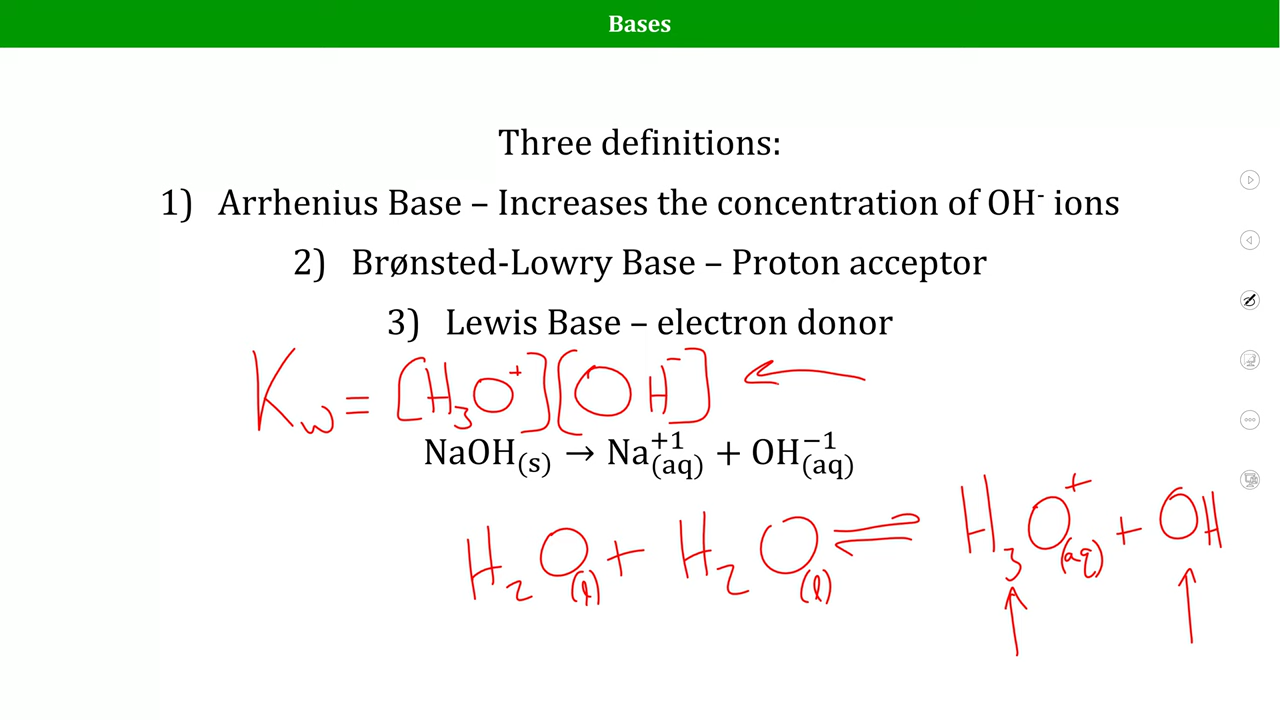 Bases
Three definitions:
1) Arrhenius Base – Increases the concentration of OH⁻ ions
2) Brønsted-Lowry Base – Proton acceptor
3) Lewis Base – electron donor
K_w = [H₃O⁺][OH⁻] ←
NaOH₍s₎ → Na⁺¹₍aq₎ + OH⁻¹₍aq₎
H₂O₍l₎ + H₂O₍l₎ ⇌ H₃O⁺₍aq₎ + OH